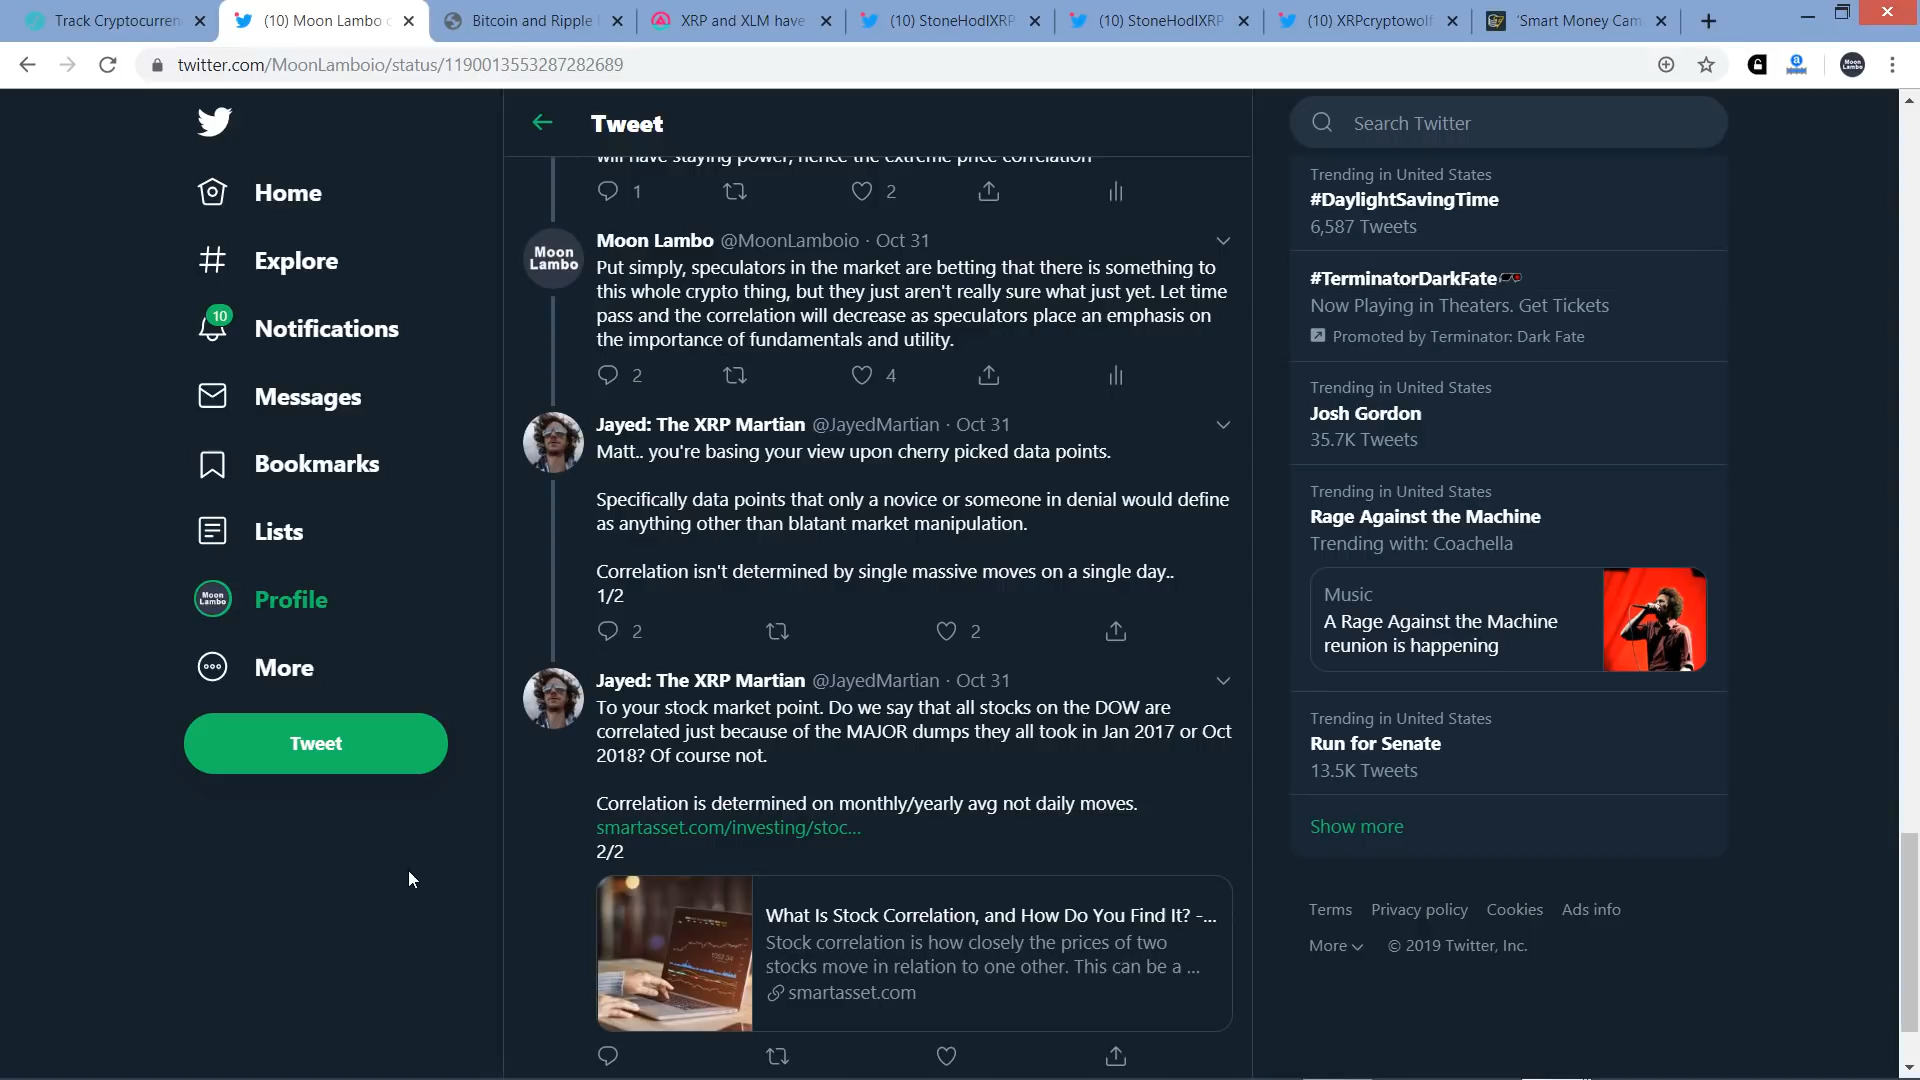 Track Cryptocurren
(10) Moon Lambo o
Bitcoin and Ripple
XRP and XLM have
(10) StoneHodlXRP
(10) StoneHodlXRP
(10) XRPcryptowolf
'Smart Money Cam
twitter.com/MoonLamboio/status/1190013553287282689
Home
Explore
10
Notifications
Messages
Bookmarks
Lists
Moon
Lambo
Profile
More
Tweet
Tweet
will have staying power, hence the extreme price correlation
1
2
Moon
Lambo
Moon Lambo @MoonLamboio · Oct 31
Put simply, speculators in the market are betting that there is something to
this whole crypto thing, but they just aren't really sure what just yet. Let time
pass and the correlation will decrease as speculators place an emphasis on
the importance of fundamentals and utility.
2
4
Jayed: The XRP Martian @JayedMartian · Oct 31
Matt.. you're basing your view upon cherry picked data points.
Specifically data points that only a novice or someone in denial would define
as anything other than blatant market manipulation.
Correlation isn't determined by single massive moves on a single day..
1/2
2
2
Jayed: The XRP Martian @JayedMartian · Oct 31
To your stock market point. Do we say that all stocks on the DOW are
correlated just because of the MAJOR dumps they all took in Jan 2017 or Oct
2018? Of course not.
Correlation is determined on monthly/yearly avg not daily moves.
smartasset.com/investing/stoc...
2/2
What Is Stock Correlation, and How Do You Find It? -...
Stock correlation is how closely the prices of two
stocks move in relation to one other. This can be a ...
smartasset.com
Search Twitter
Trending in United States
#DaylightSavingTime
6,587 Tweets
#TerminatorDarkFate
Now Playing in Theaters. Get Tickets
Promoted by Terminator: Dark Fate
Trending in United States
Josh Gordon
35.7K Tweets
Trending in United States
Rage Against the Machine
Trending with: Coachella
Music
A Rage Against the Machine
reunion is happening
Trending in United States
Run for Senate
13.5K Tweets
Show more
Terms Privacy policy Cookies Ads info
More © 2019 Twitter, Inc.